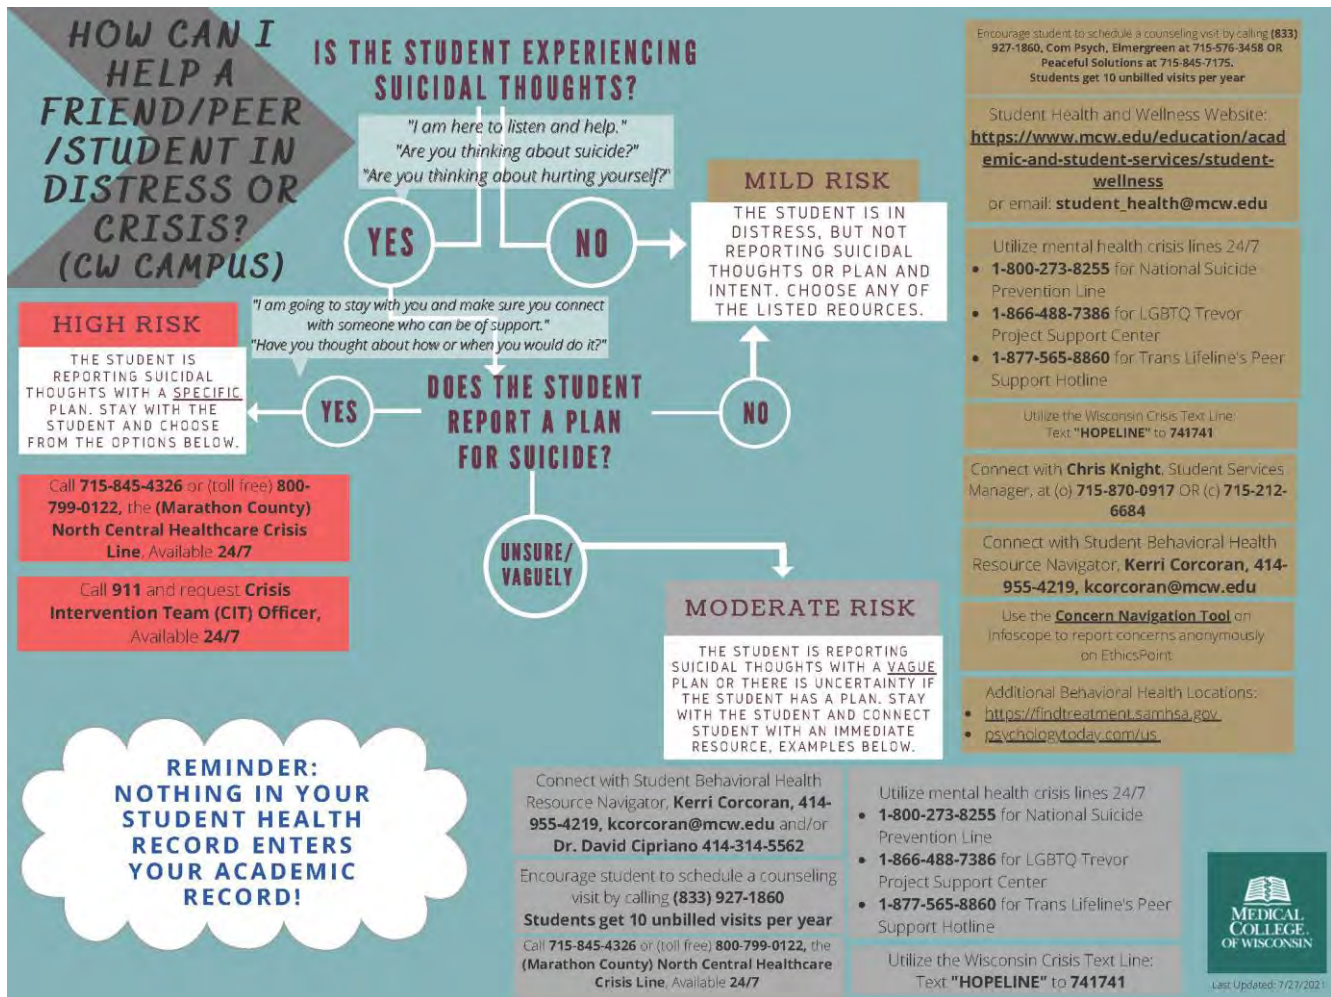 HOW CAN I
HELP A
FRIEND/PEER
/STUDENT IN
DISTRESS OR
CRISIS?
(CW CAMPUS)
IS THE STUDENT EXPERIENCING
SUICIDAL THOUGHTS?
"I am here to listen and help."
"Are you thinking about suicide?"
"Are you thinking about hurting yourself?"
YES
NO
MILD RISK
THE STUDENT IS IN
DISTRESS, BUT NOT
REPORTING SUICIDAL
THOUGHTS OR PLAN AND
INTENT. CHOOSE ANY OF
THE LISTED REOURCES.
"I am going to stay with you and make sure you connect
with someone who can be of support."
"Have you thought about how or when you would do it?"
HIGH RISK
THE STUDENT IS
REPORTING SUICIDAL
THOUGHTS WITH A SPECIFIC
PLAN. STAY WITH THE
STUDENT AND CHOOSE
FROM THE OPTIONS BELOW.
YES
DOES THE STUDENT
REPORT A PLAN
FOR SUICIDE?
NO
Call 715-845-4326 or (toll free) 800-
799-0122, the (Marathon County)
North Central Healthcare Crisis
Line, Available 24/7
Call 911 and request Crisis
Intervention Team (CIT) Officer,
Available 24/7
UNSURE/
VAGUELY
MODERATE RISK
THE STUDENT IS REPORTING
SUICIDAL THOUGHTS WITH A VAGUE
PLAN OR THERE IS UNCERTAINTY IF
THE STUDENT HAS A PLAN. STAY
WITH THE STUDENT AND CONNECT
STUDENT WITH AN IMMEDIATE
RESOURCE, EXAMPLES BELOW.
Connect with Student Behavioral Health
Resource Navigator, Kerri Corcoran, 414-
955-4219, kcorcoran@mcw.edu and/or
Dr. David Cipriano 414-314-5562
Encourage student to schedule a counseling
visit by calling (833) 927-1860
Students get 10 unbilled visits per year
Call 715-845-4326 or (toll free) 800-799-0122, the
(Marathon County) North Central Healthcare
Crisis Line, Available 24/7
Utilize mental health crisis lines 24/7
• 1-800-273-8255 for National Suicide
Prevention Line
• 1-866-488-7386 for LGBTQ Trevor
Project Support Center
• 1-877-565-8860 for Trans Lifeline's Peer
Support Hotline
Utilize the Wisconsin Crisis Text Line:
Text "HOPELINE" to 741741
Encourage student to schedule a counseling visit by calling (833)
927-1860, Com Psych, Elmergreen at 715-576-3458 OR
Peaceful Solutions at 715-845-7175.
Students get 10 unbilled visits per year
Student Health and Wellness Website:
https://www.mcw.edu/education/acad
emic-and-student-services/student-
wellness
or email: student_health@mcw.edu
Utilize mental health crisis lines 24/7
• 1-800-273-8255 for National Suicide
Prevention Line
• 1-866-488-7386 for LGBTQ Trevor
Project Support Center
• 1-877-565-8860 for Trans Lifeline's Peer
Support Hotline
Utilize the Wisconsin Crisis Text Line:
Text "HOPELINE" to 741741
Connect with Chris Knight, Student Services
Manager, at (o) 715-870-0917 OR (c) 715-212-
6684
Connect with Student Behavioral Health
Resource Navigator, Kerri Corcoran, 414-
955-4219, kcorcoran@mcw.edu
Use the Concern Navigation Tool on
Infoscope to report concerns anonymously
on EthicsPoint
Additional Behavioral Health Locations:
• https://findtreatment.samhsa.gov
• psychologytoday.com/us
REMINDER:
NOTHING IN YOUR
STUDENT HEALTH
RECORD ENTERS
YOUR ACADEMIC
RECORD!
MEDICAL
COLLEGE
OF WISCONSIN
Last Updated: 7/27/2021